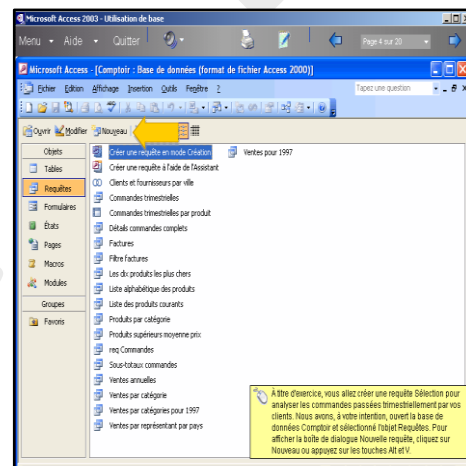 Microsoft Access 2003 - Utilisation de base
Menu Aide Quitter Page 4 sur 20
Microsoft Access - [Comptoir : Base de données (format de fichier Access 2000)]
Fichier Edition Affichage Insertion Outils Fenêtre ? Tapez une question
Ouvrir Modifier Nouveau
Objets
Tables
Requêtes
Formulaires
États
Pages
Macros
Modules
Groupes
Favoris
Créer une requête en mode Création
Créer une requête à l'aide de l'Assistant
Clients et fournisseurs par ville
Commandes trimestrielles
Commandes trimestrielles par produit
Détails commandes complets
Factures
Filtre factures
Les dix produits les plus chers
Liste alphabétique des produits
Liste des produits courants
Produits par catégorie
Produits supérieurs moyenne prix
req Commandes
Sous-totaux commandes
Ventes annuelles
Ventes par catégorie
Ventes par catégories pour 1997
Ventes par représentant par pays
Ventes pour 1997
À titre d'exercice, vous allez créer une requête Sélection pour
analyser les commandes passées trimestriellement par vos
clients. Nous avons, à votre intention, ouvert la base de
données Comptoir et sélectionné l'objet Requêtes. Pour
afficher la boîte de dialogue Nouvelle requête, cliquez sur
Nouveau ou appuyez sur les touches Alt et V.